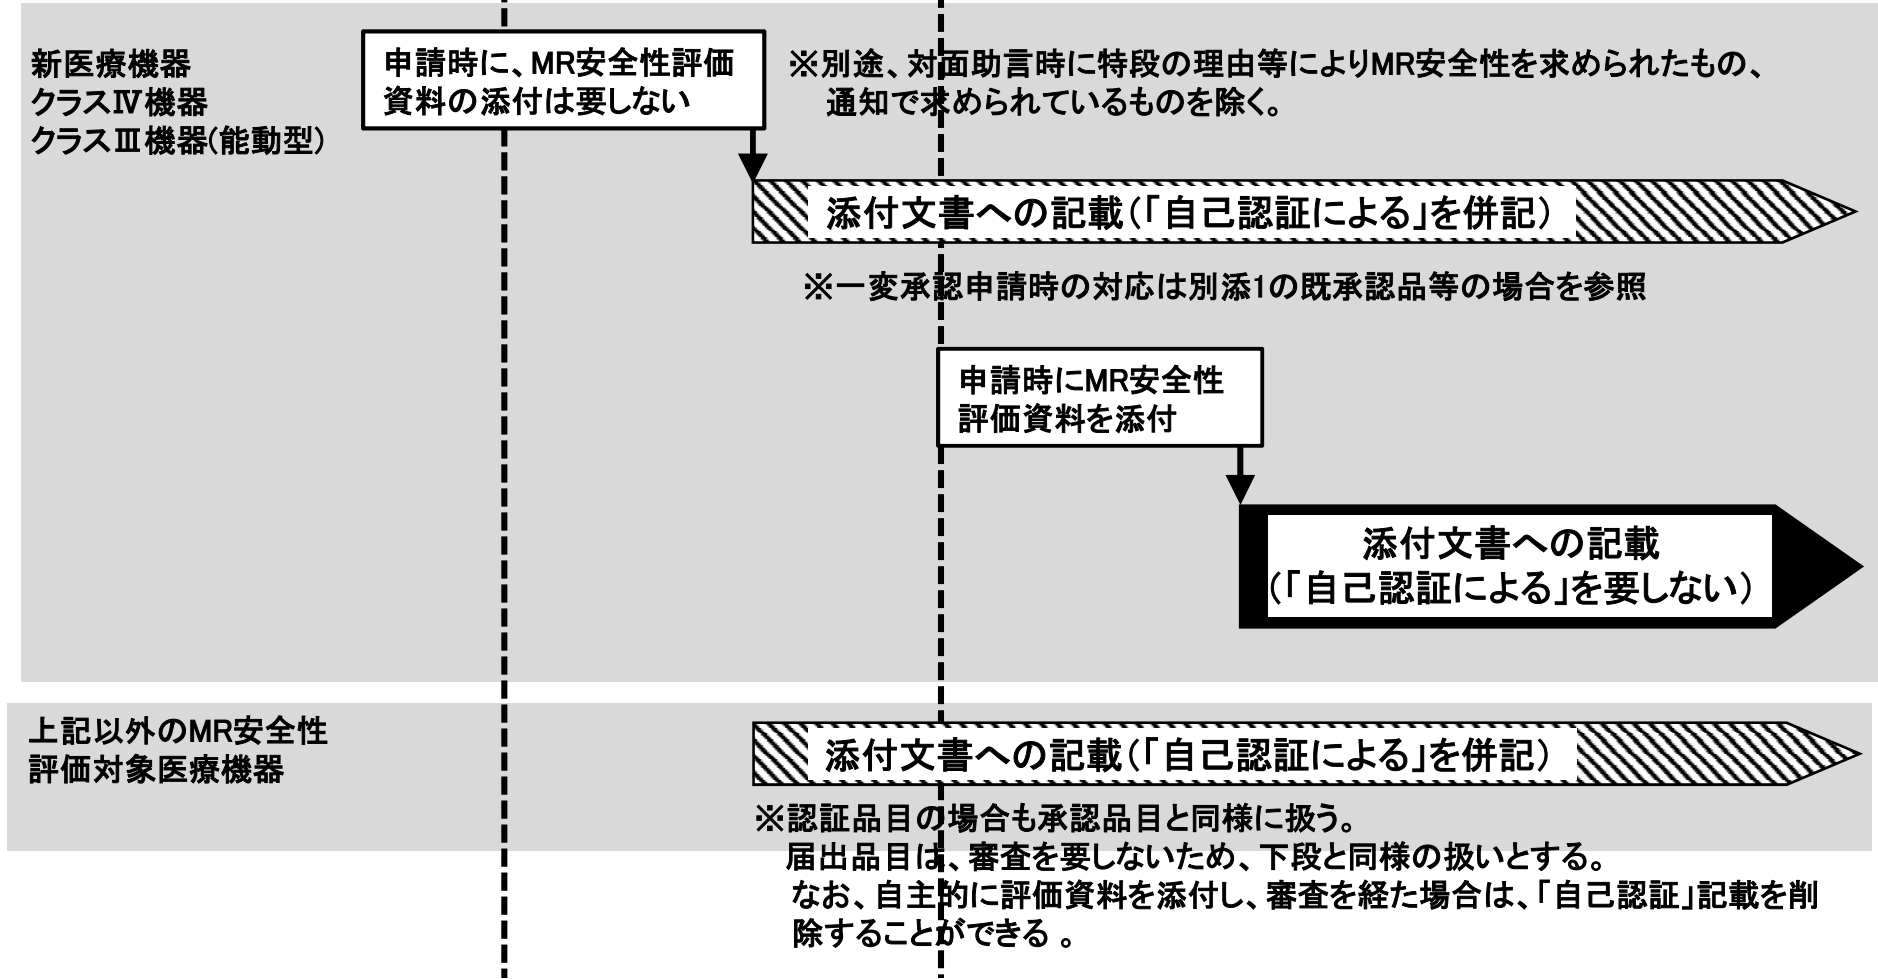 新医療機器
クラスⅣ機器
クラスⅢ機器(能動型)
申請時に、MR安全性評価
資料の添付は要しない
※別途、対面助言時に特段の理由等によりMR安全性を求められたもの、
通知で求められているものを除く。
添付文書への記載(「自己認証による」を併記)
※一変承認申請時の対応は別添1の既承認品等の場合を参照
申請時にMR安全性
評価資料を添付
添付文書への記載
(「自己認証による」を要しない)
上記以外のMR安全性
評価対象医療機器
添付文書への記載(「自己認証による」を併記)
※認証品目の場合も承認品目と同様に扱う。
届出品目は、審査を要しないため、下段と同様の扱いとする。
なお、自主的に評価資料を添付し、審査を経た場合は、「自己認証」記載を削
除することができる 。